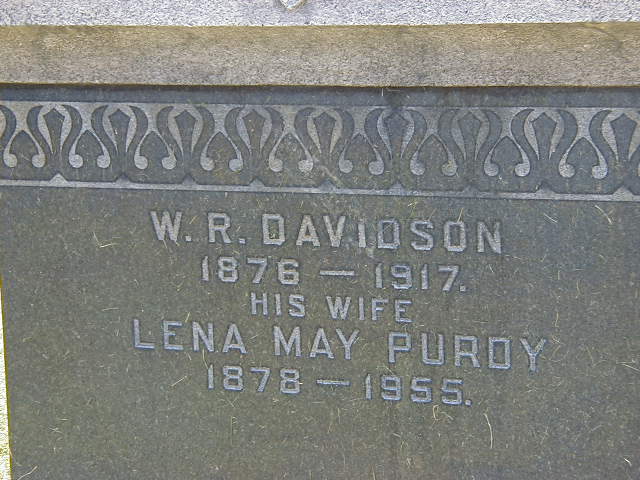 W. R. DAVIDSON
1876 — 1917.
HIS WIFE
LENA MAY PURDY
1878 — 1955.